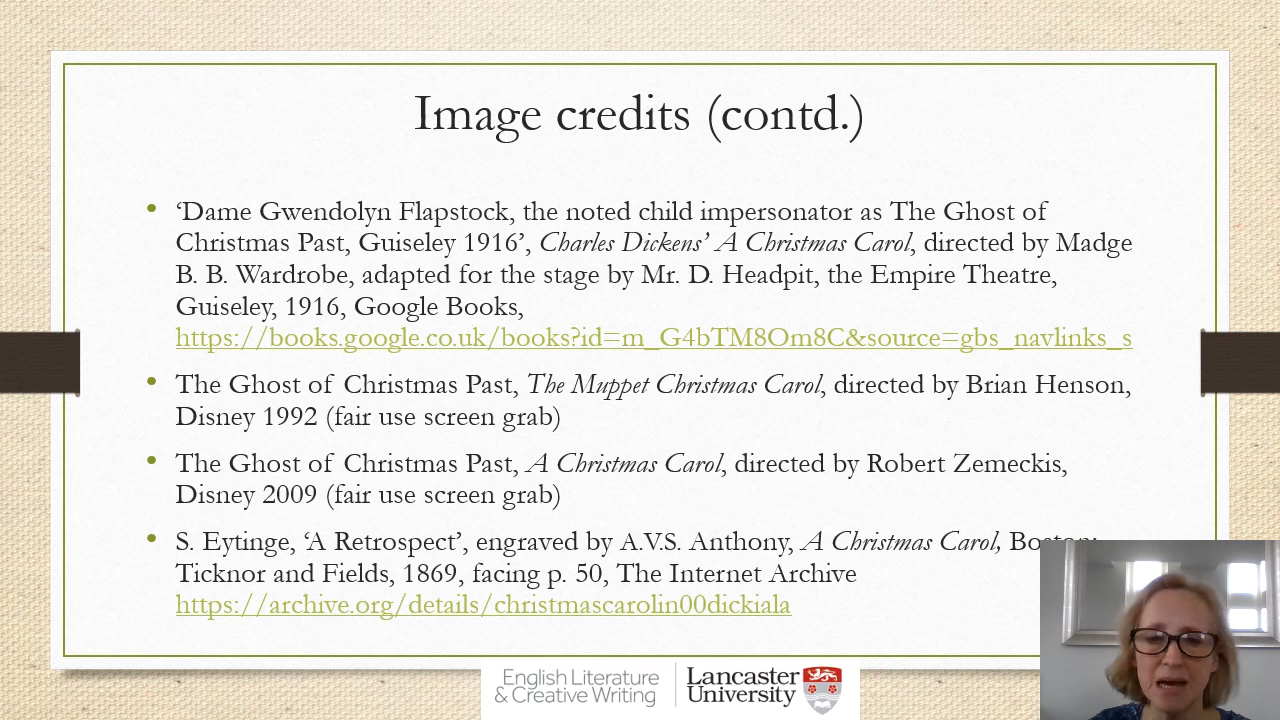 Image credits (contd.)
• ‘Dame Gwendolyn Flapstock, the noted child impersonator as The Ghost of
Christmas Past, Guiseley 1916’, Charles Dickens’ A Christmas Carol, directed by Madge
B. B. Wardrobe, adapted for the stage by Mr. D. Headpit, the Empire Theatre,
Guiseley, 1916, Google Books,
https://books.google.co.uk/books?id=m_G4bTM8Om8C&source=gbs_navlinks_s
• The Ghost of Christmas Past, The Muppet Christmas Carol, directed by Brian Henson,
Disney 1992 (fair use screen grab)
• The Ghost of Christmas Past, A Christmas Carol, directed by Robert Zemeckis,
Disney 2009 (fair use screen grab)
• S. Eytinge, ‘A Retrospect’, engraved by A.V.S. Anthony, A Christmas Carol, Boston:
Ticknor and Fields, 1869, facing p. 50, The Internet Archive
https://archive.org/details/christmascarolin00dickiala
English Literature
& Creative Writing
Lancaster
University